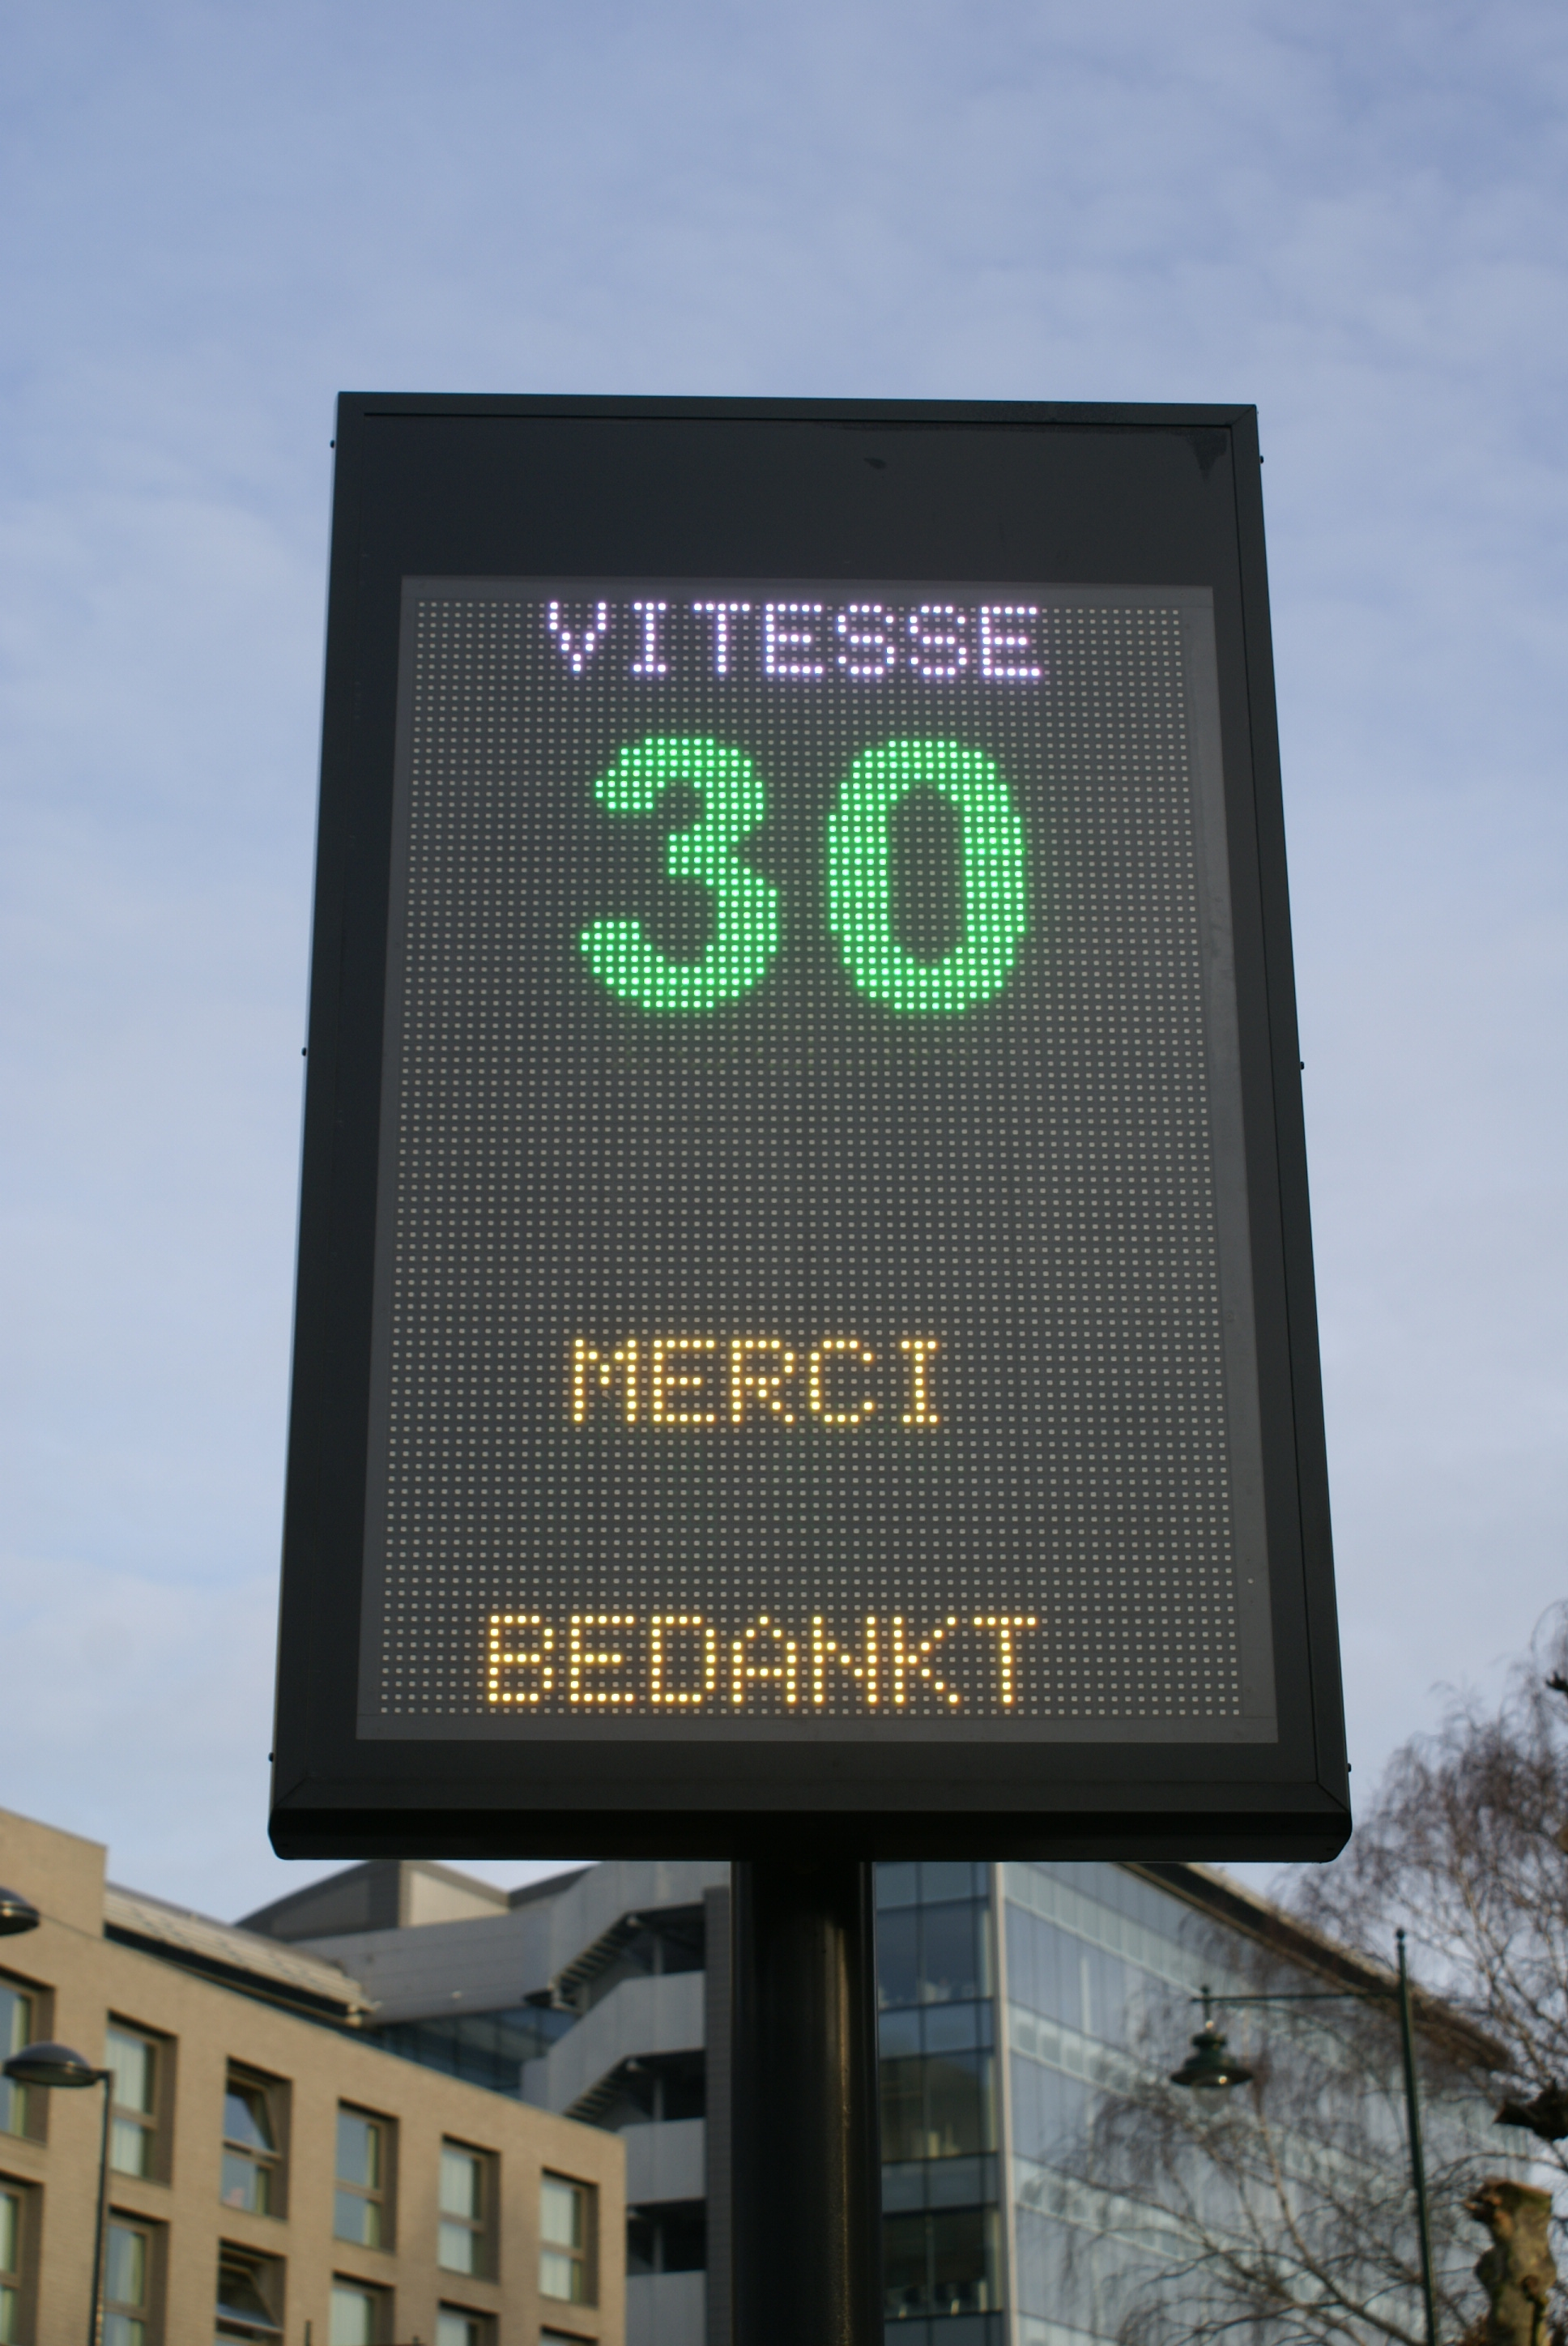 VITESSE
30
MERCI
BEDANKT